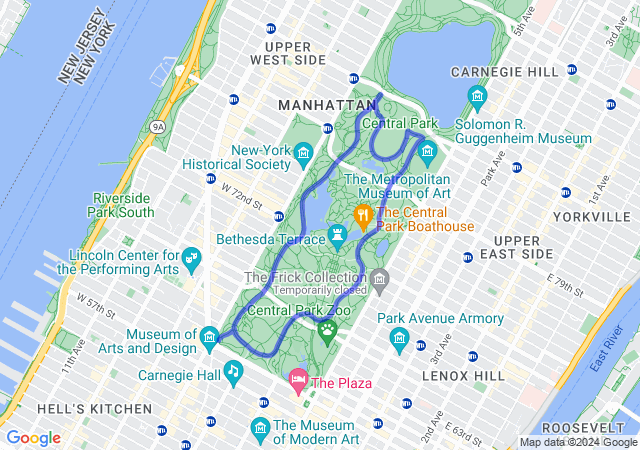 NEW JERSEY
NEW YORK
UPPER
WEST SIDE
5th Ave
3rd Ave
CARNEGIE HILL
MANHATTAN
9A
Central Park
Solomon R.
Guggenheim Museum
New-York
Historical Society
Park Ave
1st Ave
The Metropolitan
Museum of Art
W 72nd St
Riverside
Park South
The Central
Park Boathouse
YORKVILLE
Bethesda Terrace
UPPER
EAST SIDE
Lincoln Center for
the Performing Arts
The Frick Collection
Temporarily closed
E 79th St
W 57th St
Central Park Zoo
Park Avenue Armory
Museum of
Arts and Design
11th Ave
3rd Ave
East River
Carnegie Hall
The Plaza
LENOX HILL
HELL'S KITCHEN
2nd Ave
The Museum
of Modern Art
E 63rd St
ROOSEVELT
Google
Map data ©2024 Google